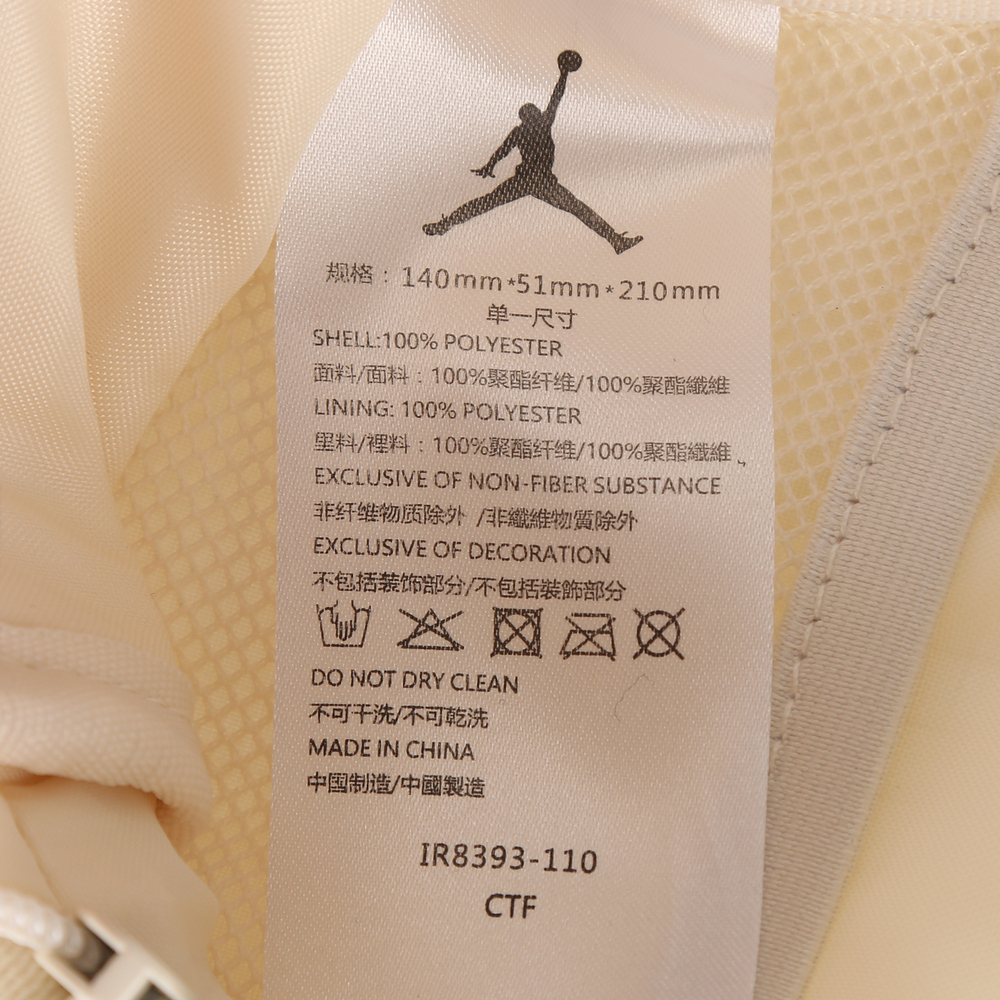 规格：140mm*51mm*210mm
单一尺寸
SHELL:100% POLYESTER
面料/面料：100%聚酯纤维/100%聚酯纖維
LINING: 100% POLYESTER
里料/裡料：100%聚酯纤维/100%聚酯纖維
EXCLUSIVE OF NON-FIBER SUBSTANCE
非纤维物质除外 /非纖維物質除外
EXCLUSIVE OF DECORATION
不包括装饰部分/不包括裝飾部分
DO NOT DRY CLEAN
不可干洗/不可乾洗
MADE IN CHINA
中国制造/中國製造
IR8393-110
CTF